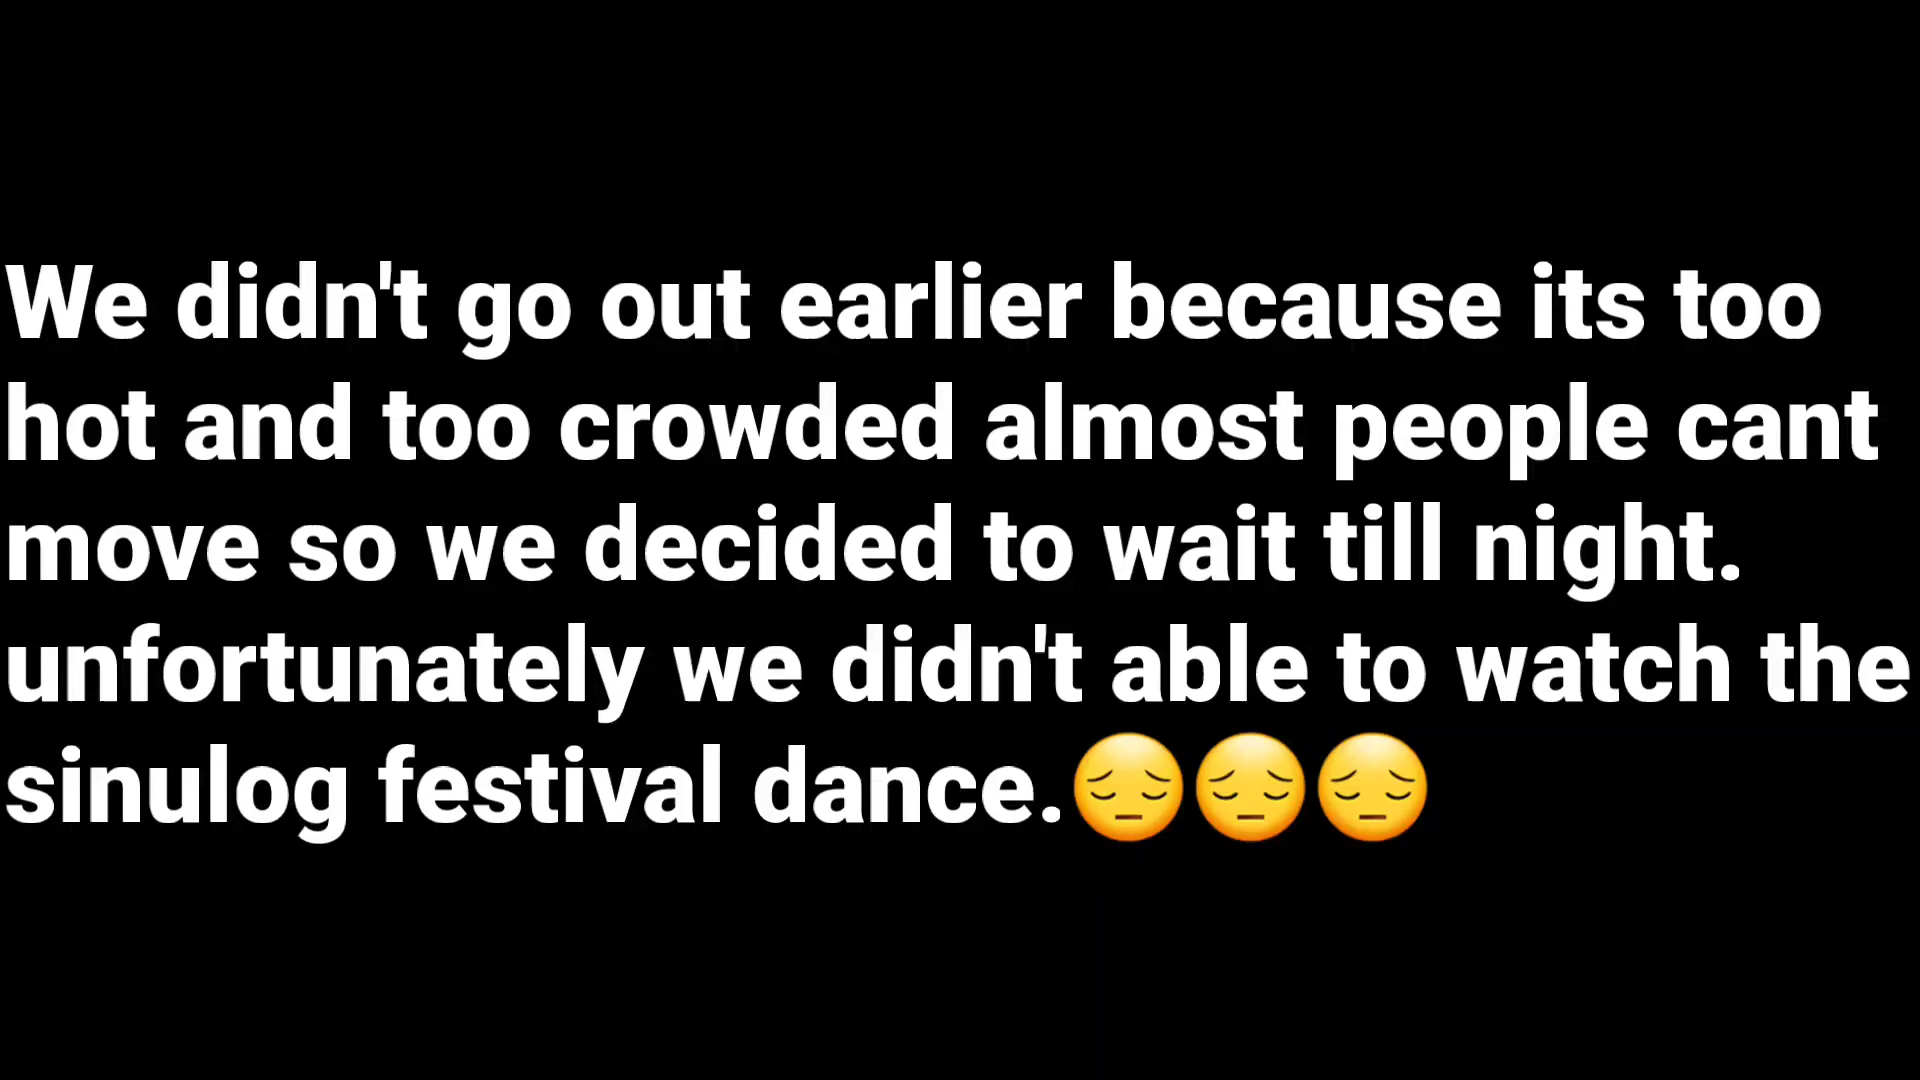 We didn't go out earlier because its too
hot and too crowded almost people cant
move so we decided to wait till night.
unfortunately we didn't able to watch the
sinulog festival dance.😔😔😔